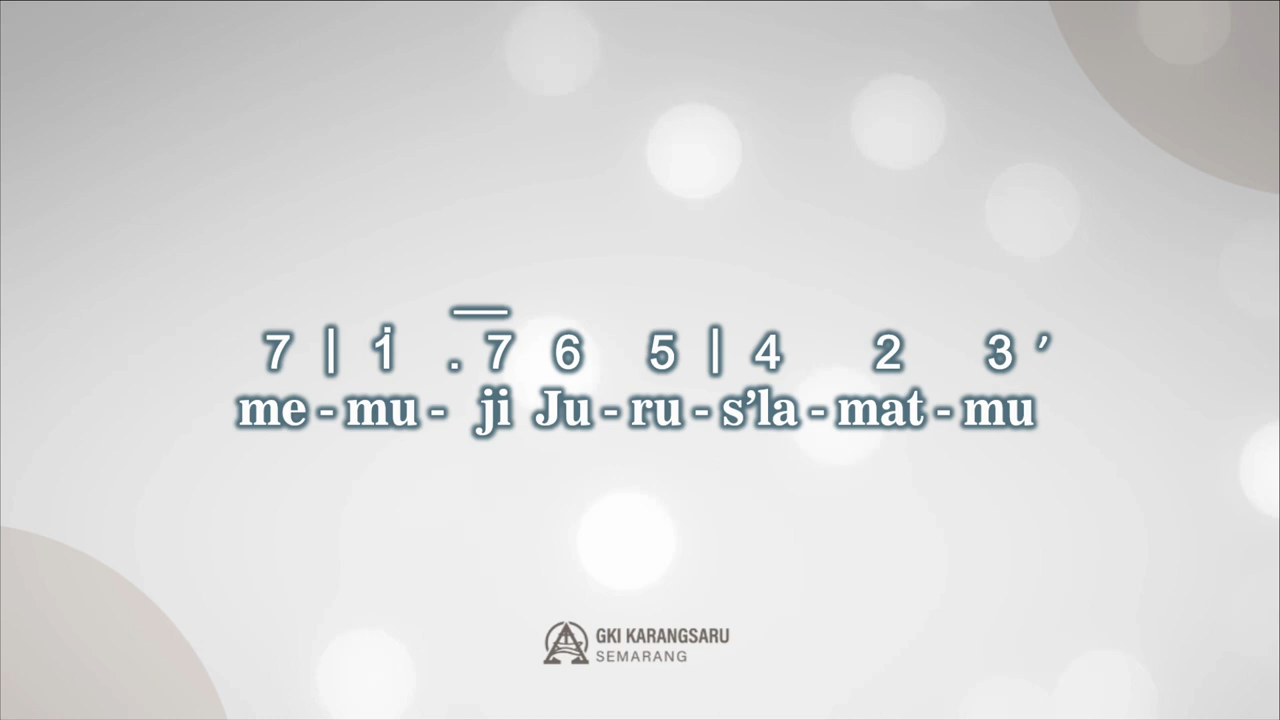 7 | 1̇ . 7̅ 6 5 | 4 2 3 ’
me - mu - ji Ju - ru - s’la - mat - mu
GKI KARANGSARU
SEMARANG